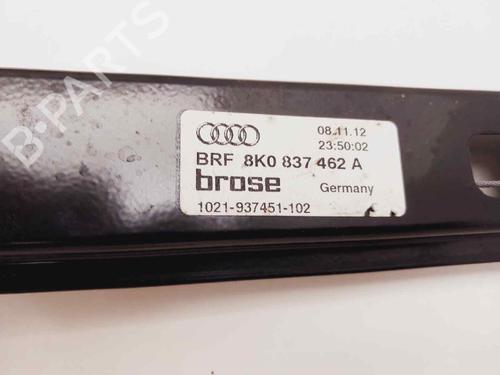 B-PARTS
08.11.12
23:50:02
BRF 8K0 837 462 A
brose
Germany
1021-937451-102